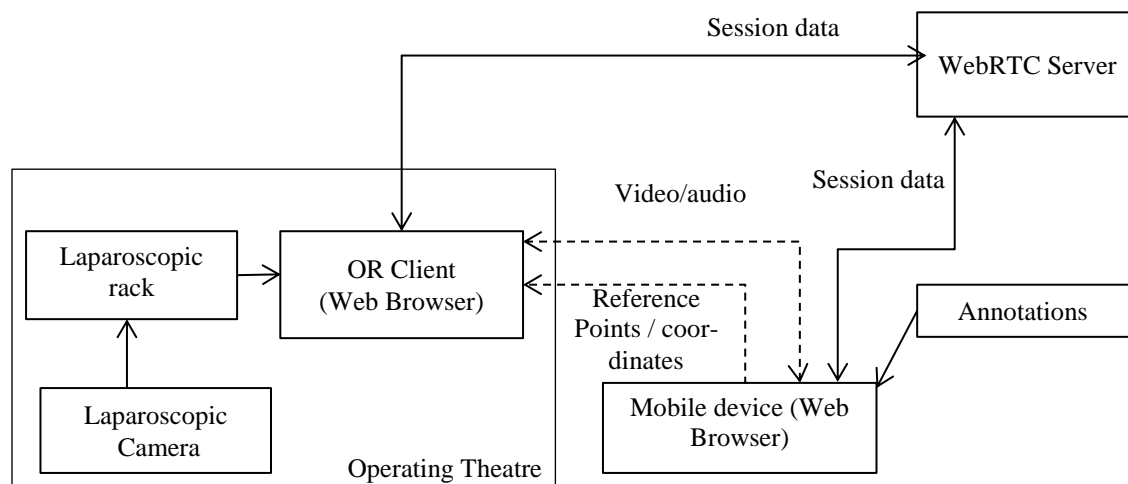 Session data
WebRTC Server
Session data
Video/audio
Laparoscopic
rack
OR Client
(Web Browser)
Reference
Points / coor-
dinates
Annotations
Laparoscopic
Camera
Mobile device (Web
Browser)
Operating Theatre